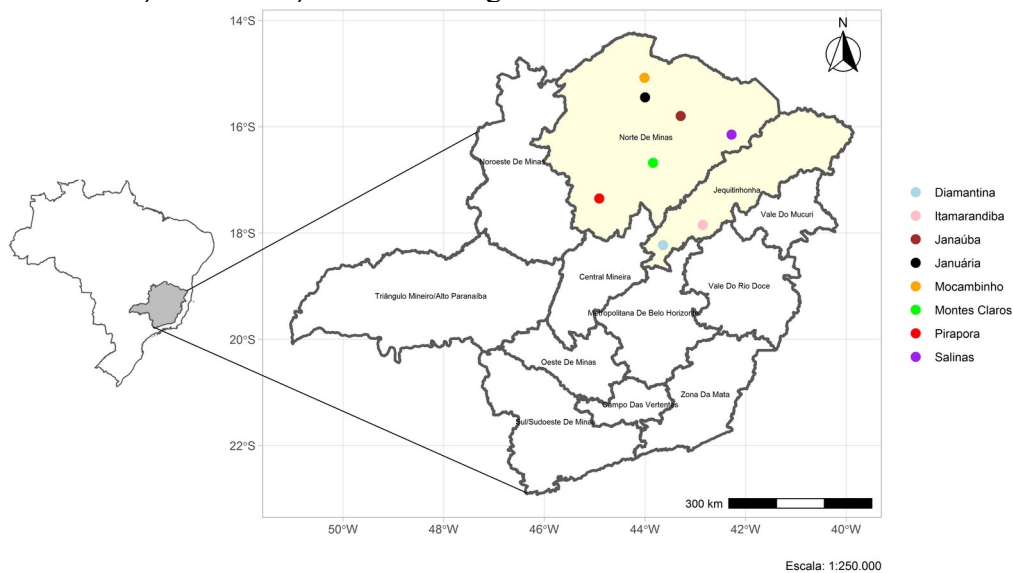 14°S
N
16°S
Norte De Minas
Noroeste De Minas
Jequitinhonha
Vale Do Mucuri
18°S
Central Mineira
Vale Do Rio Doce
Triângulo Mineiro/Alto Paranaíba
Metropolitana De Belo Horizonte
20°S
Oeste De Minas
Zona Da Mata
Campo Das Vertentes
Sul/Sudoeste De Minas
22°S
300 km
50°W
48°W
46°W
44°W
42°W
40°W
Diamantina
Itamarandiba
Janaúba
Januária
Mocambinho
Montes Claros
Pirapora
Salinas
Escala: 1:250.000